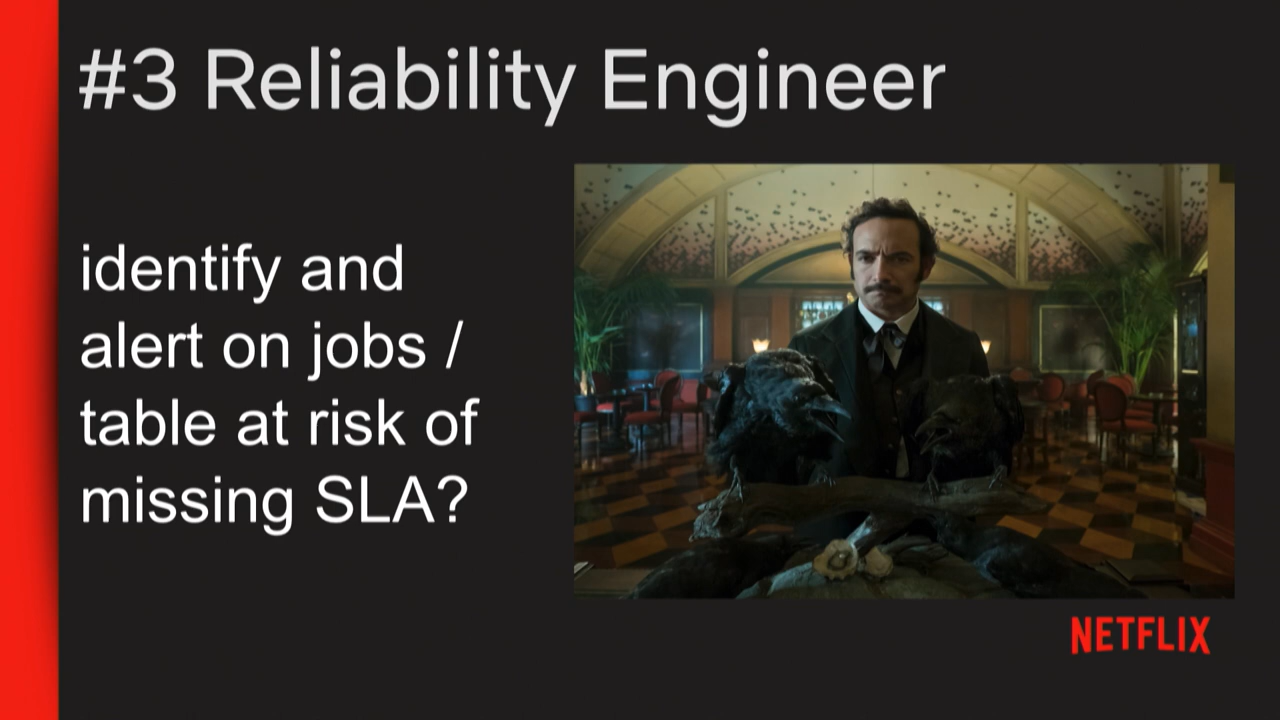 #3 Reliability Engineer
identify and
alert on jobs /
table at risk of
missing SLA?
NETFLIX